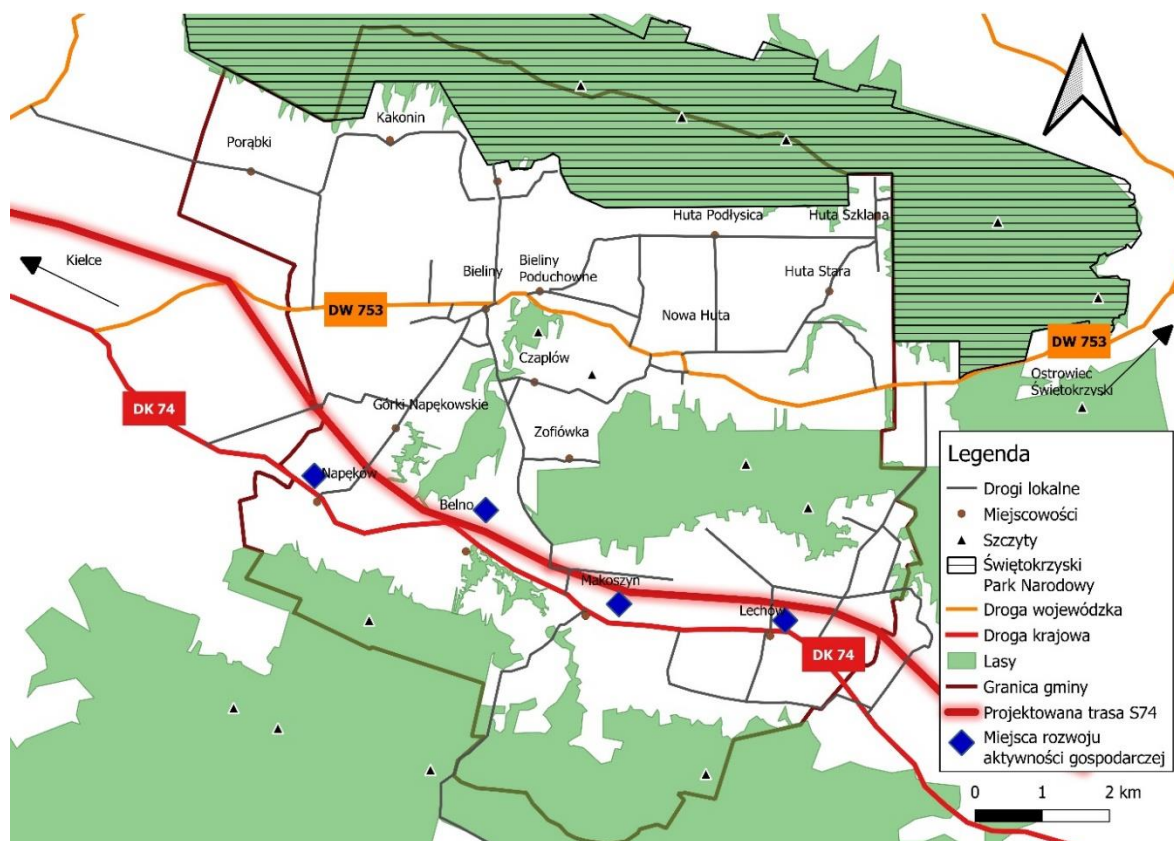 Kakonin
Porąbki
Huta Podłysica
Huta Szklana
Kielce
Bieliny
Bieliny
Poduchowne
Huta Stara
DW 753
Nowa Huta
DW 753
Czaplów
Ostrowiec
Świętokrzyski
DK 74
Górki Napękowskie
Zofiówka
Napęków
Belno
Makoszyn
Lechów
DK 74
Legenda
Drogi lokalne
Miejscowości
Szczyty
Świętokrzyski
Park Narodowy
Droga wojewódzka
Droga krajowa
Lasy
Granica gminy
Projektowana trasa S74
Miejsca rozwoju
aktywności gospodarczej
0 1 2 km